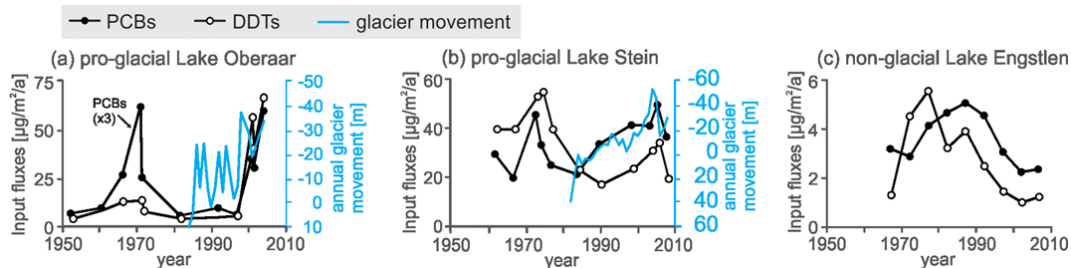 PCBs DDTs glacier movement
(a) pro-glacial Lake Oberaar
Input fluxes [µg/m²/a]
75
50
25
0
PCBs
(x3)
-50
-40
-30
-20
-10
0
10
annual glacier
movement [m]
1950 1970 1990 2010
year
(b) pro-glacial Lake Stein
Input fluxes [µg/m²/a]
60
40
20
0
-60
-40
-20
0
20
40
60
annual glacier
movement [m]
1950 1970 1990 2010
year
(c) non-glacial Lake Engstlen
Input fluxes [µg/m²/a]
6
4
2
0
1950 1970 1990 2010
year